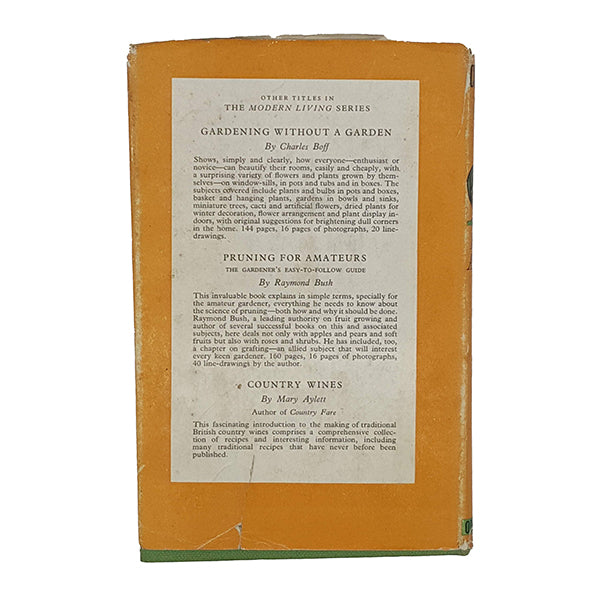 OTHER TITLES IN
THE MODERN LIVING SERIES
GARDENING WITHOUT A GARDEN
By Charles Boff
Shows, simply and clearly, how everyone—enthusiast or
novice—can beautify their rooms, easily and cheaply, with
a surprising variety of flowers and plants grown by them-
selves—on window-sills, in pots and tubs and in boxes. The
subjects covered include plants and bulbs in pots and boxes,
basket and hanging plants, gardens in bowls and sinks,
miniature trees, cacti and artificial flowers, dried plants for
winter decoration, flower arrangement and plant display in-
doors, with original suggestions for brightening dull corners
in the home. 144 pages, 16 pages of photographs, 20 line-
drawings.
PRUNING FOR AMATEURS
THE GARDENER'S EASY-TO-FOLLOW GUIDE
By Raymond Bush
This invaluable book explains in simple terms, specially for
the amateur gardener, everything he needs to know about
the science of pruning—both how and why it should be done.
Raymond Bush, a leading authority on fruit growing and
author of several successful books on this and associated
subjects, here deals not only with apples and pears and soft
fruits but also with roses and shrubs. He has included, too,
a chapter on grafting—an allied subject that will interest
every keen gardener. 160 pages, 16 pages of photographs,
40 line-drawings by the author.
COUNTRY WINES
By Mary Aylett
Author of Country Fare
This fascinating introduction to the making of traditional
British country wines comprises a comprehensive collec-
tion of recipes and interesting information, including
many traditional recipes that have never before been
published.